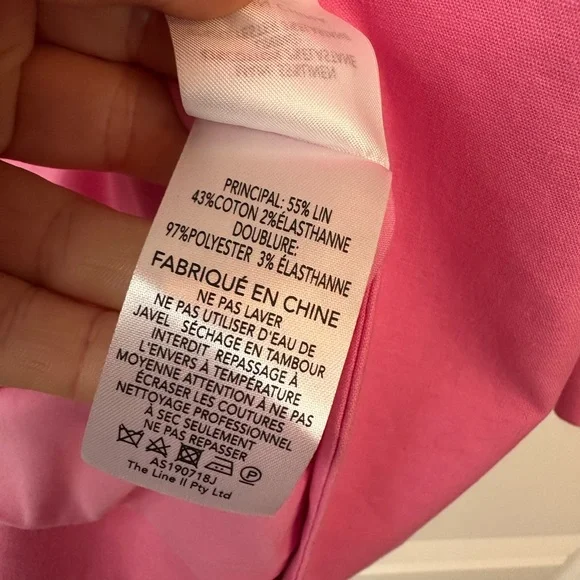 PRINCIPAL: 55% LIN
43%COTON 2%ÉLASTHANNE
DOUBLURE:
97%POLYESTER 3% ÉLASTHANNE
FABRIQUÉ EN CHINE
NE PAS LAVER
NE PAS UTILISER D'EAU DE
JAVEL SÉCHAGE EN TAMBOUR
INTERDIT REPASSAGE À
L'ENVERS À TEMPÉRATURE
MOYENNE ATTENTION À NE PAS
ÉCRASER LES COUTURES
NETTOYAGE PROFESSIONNEL
À SEC SEULEMENT
NE PAS REPASSER
P
AS190718J
The Line II Pty Ltd